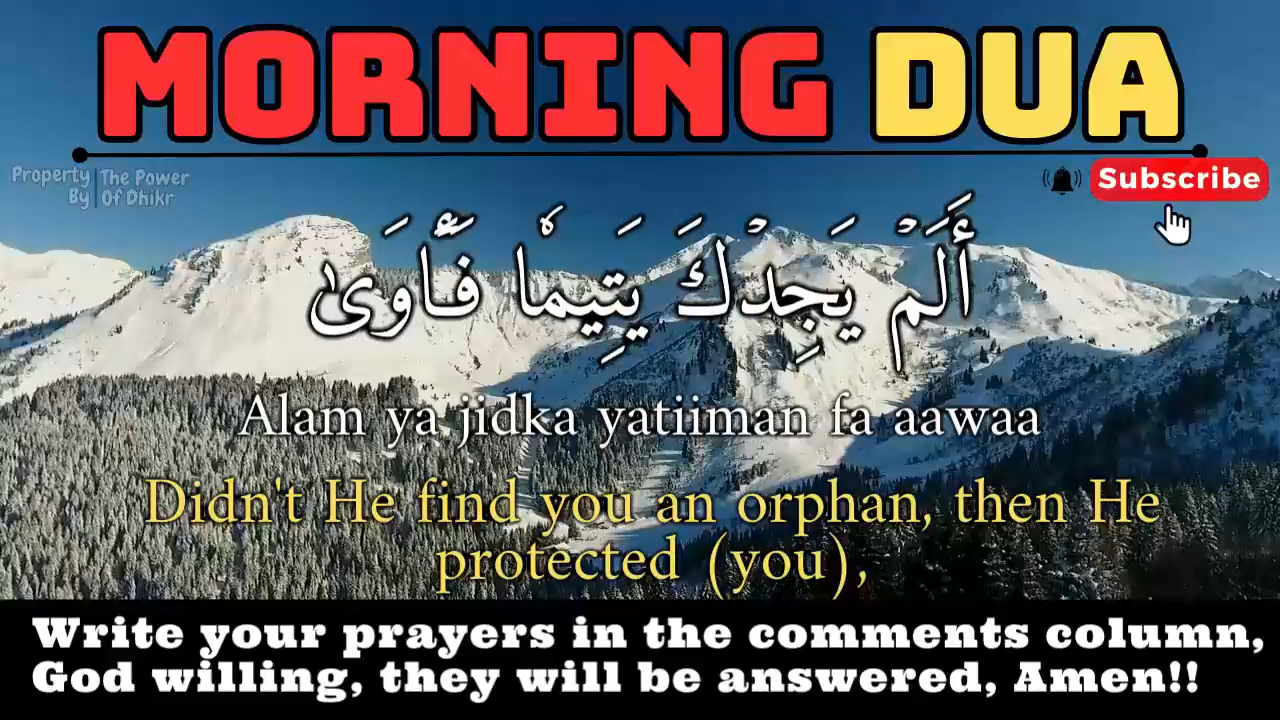 MORNING DUA
Property The Power
By Of Dhikr
Subscribe
أَلَمْ يَجِدْكَ يَتِيمًا فَـَٔاوَىٰ
Alam ya jidka yatiiman fa aawaa
Didn't He find you an orphan, then He
protected (you),
Write your prayers in the comments column,
God willing, they will be answered, Amen!!